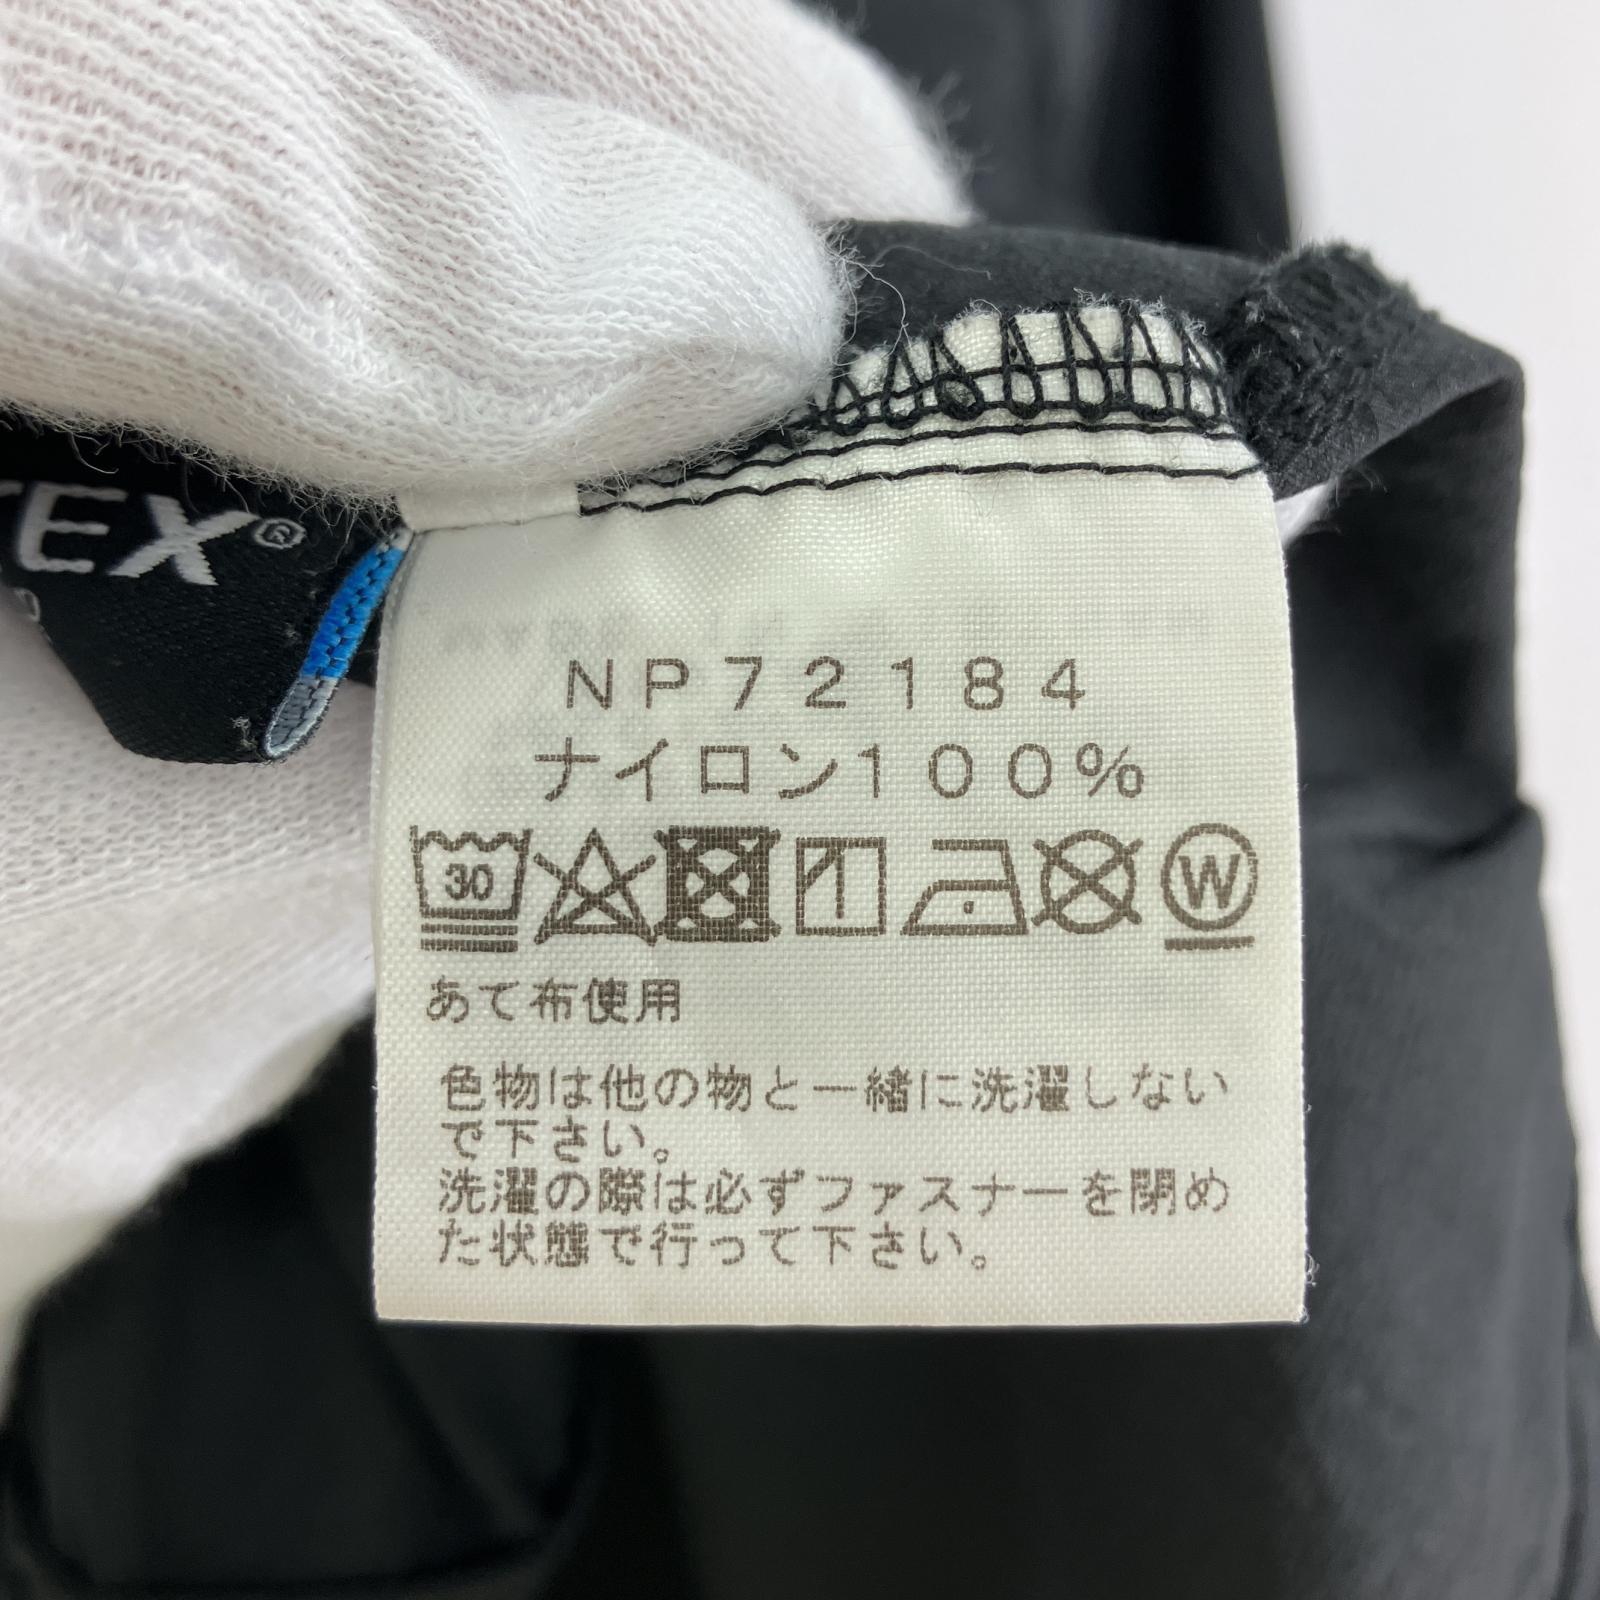 EX®
NP72184
ナイロン100%
30 W
あて布使用
色物は他の物と一緒に洗濯しない
で下さい。
洗濯の際は必ずファスナーを閉め
た状態で行って下さい。